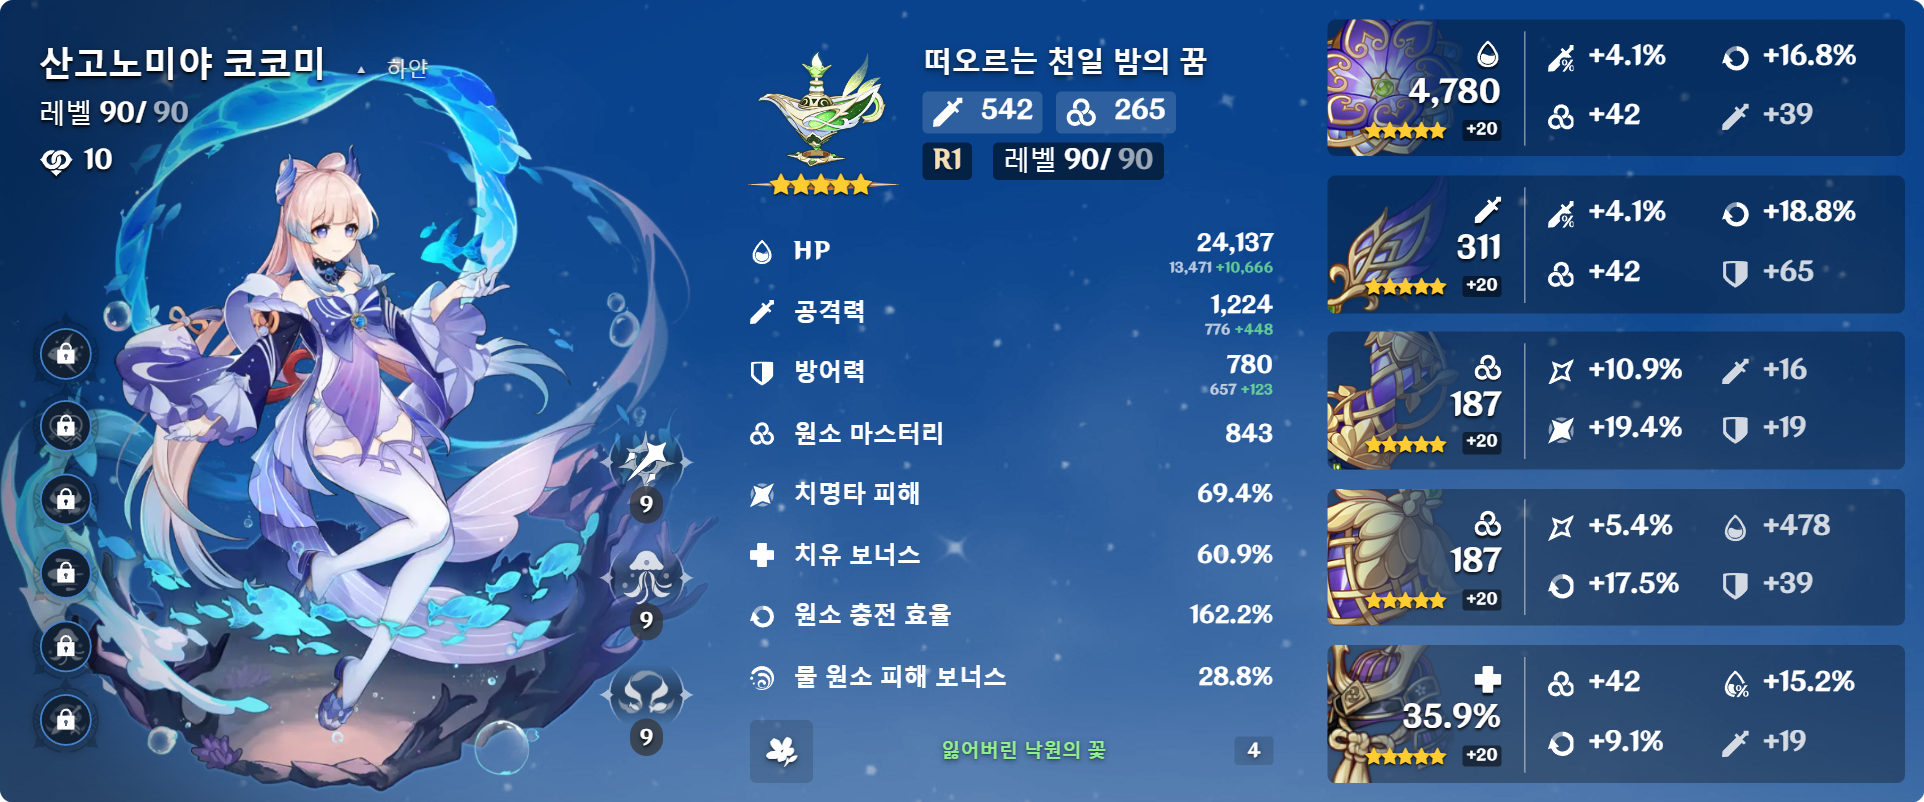 산고노미야 코코미 ▲ 하얀
레벨 90/ 90
10
9
9
9
떠오르는 천일 밤의 꿈
542 265
R1 레벨 90/ 90
HP 24,137
13,471 +10,666
공격력 1,224
776 +448
방어력 780
657 +123
원소 마스터리 843
치명타 피해 69.4%
치유 보너스 60.9%
원소 충전 효율 162.2%
물 원소 피해 보너스 28.8%
잃어버린 낙원의 꽃 4
4,780
+20
+4.1% +16.8%
+42 +39
311
+20
+4.1% +18.8%
+42 +65
187
+20
+10.9% +16
+19.4% +19
187
+20
+5.4% +478
+17.5% +39
35.9%
+20
+42 +15.2%
+9.1% +19